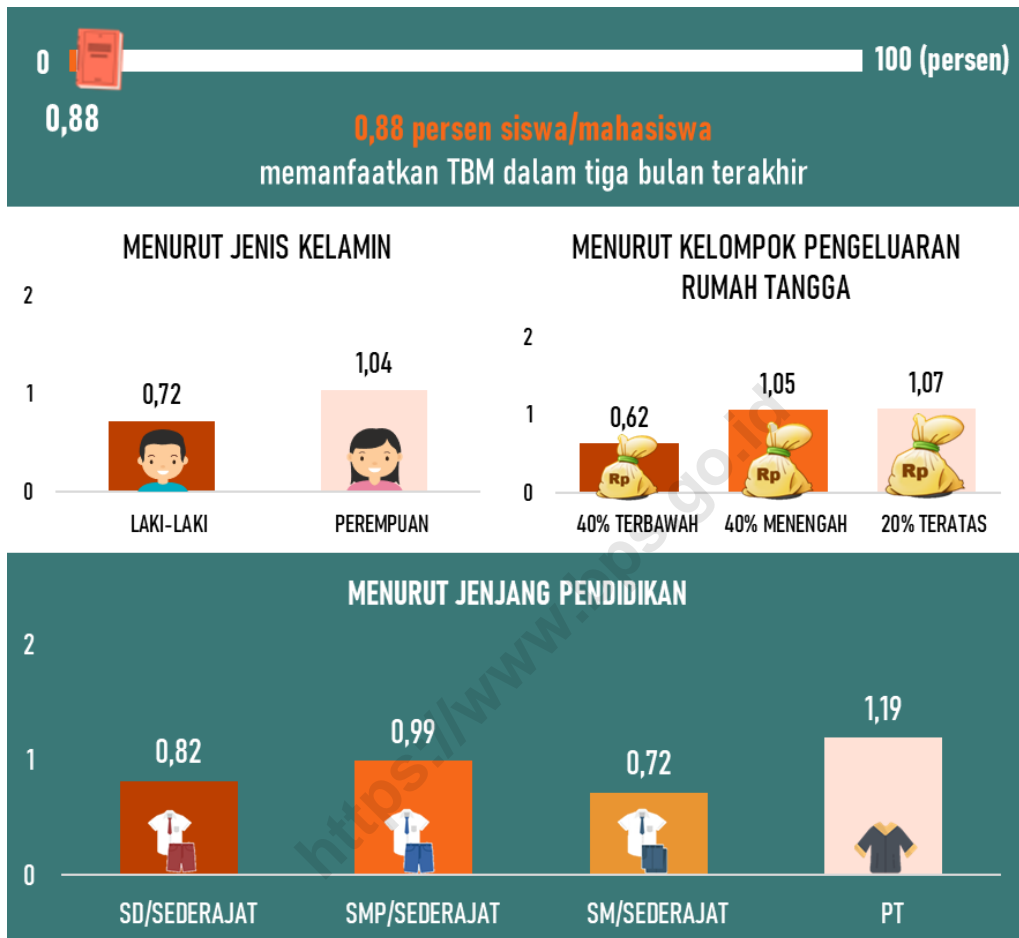 0
100 (persen)
0,88
0,88 persen siswa/mahasiswa
memanfaatkan TBM dalam tiga bulan terakhir
MENURUT JENIS KELAMIN
2
1
0
0,72
1,04
LAKI-LAKI
PEREMPUAN
MENURUT KELOMPOK PENGELUARAN
RUMAH TANGGA
2
1
0
0,62
1,05
1,07
Rp
Rp
Rp
40% TERBAWAH
40% MENENGAH
20% TERATAS
MENURUT JENJANG PENDIDIKAN
2
1
0
0,82
0,99
0,72
1,19
SD/SEDERAJAT
SMP/SEDERAJAT
SM/SEDERAJAT
PT
https://www.bps.go.id